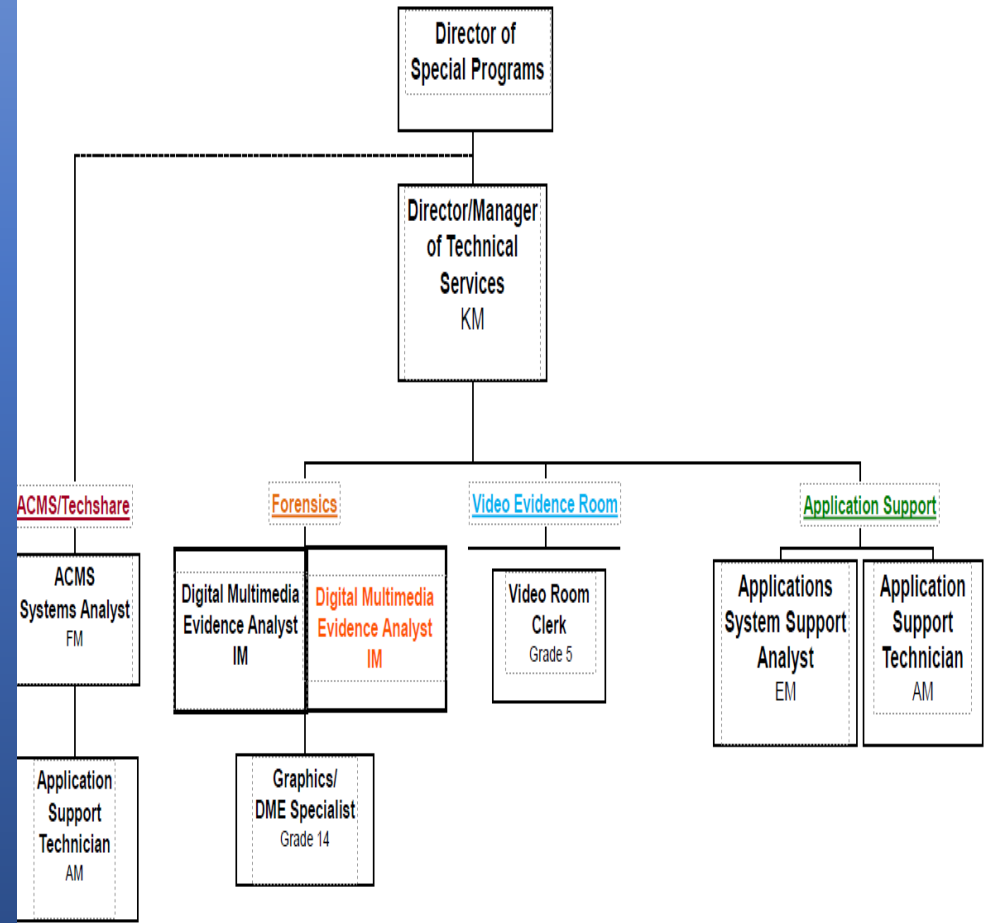 Director of
Special Programs
Director/Manager
of Technical
Services
KM
ACMS/Techshare
Forensics
Video Evidence Room
Application Support
ACMS
Systems Analyst
FM
Digital Multimedia
Evidence Analyst
IM
Digital Multimedia
Evidence Analyst
IM
Video Room
Clerk
Grade 5
Applications
System Support
Analyst
EM
Application
Support
Technician
AM
Application
Support
Technician
AM
Graphics/
DME Specialist
Grade 14